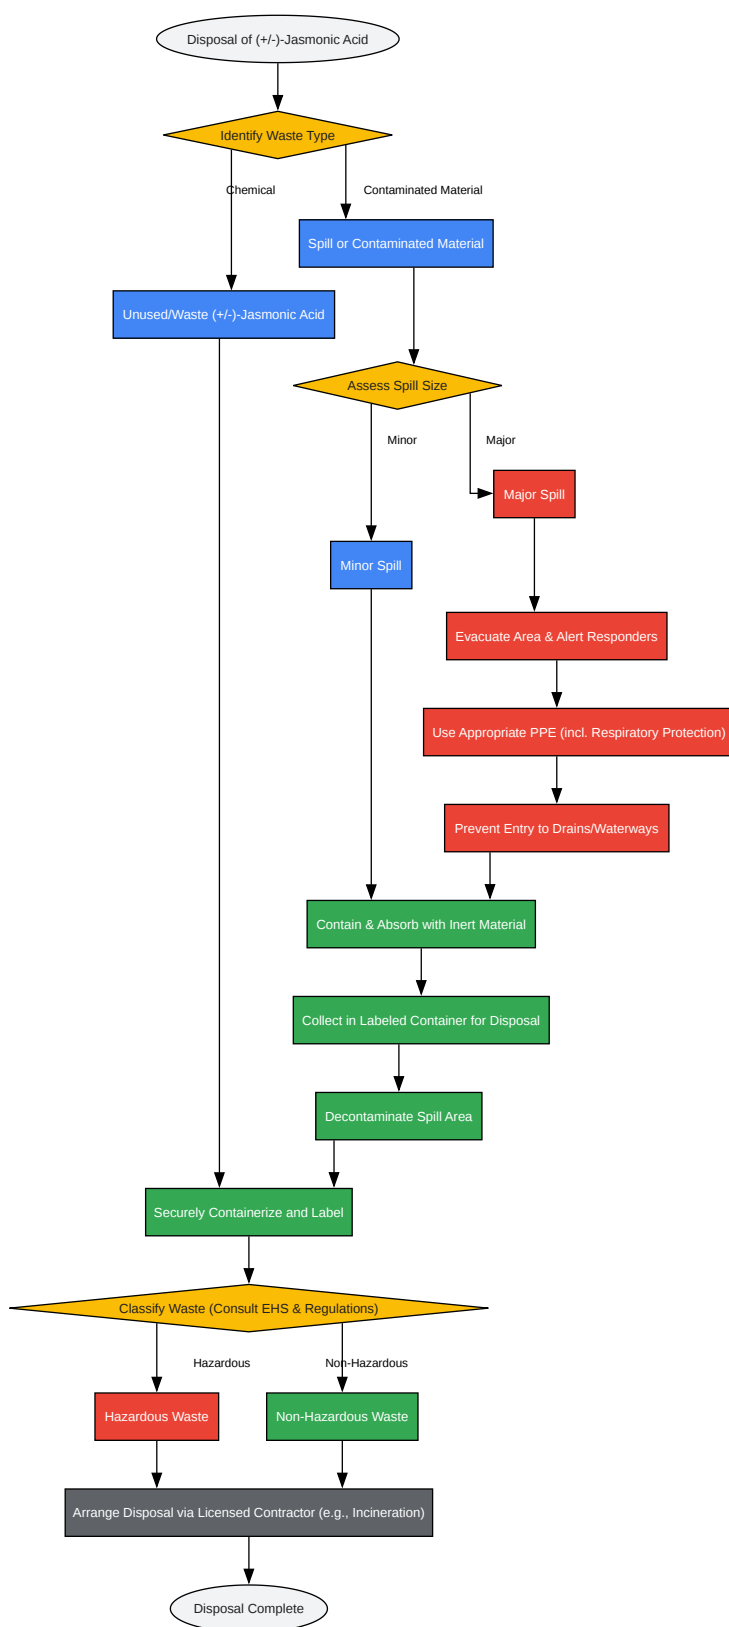 Disposal of (+/-)-Jasmonic Acid
Identify Waste Type
Chemical
Contaminated Material
Spill or Contaminated Material
Unused/Waste (+/-)-Jasmonic Acid
Assess Spill Size
Minor
Major
Major Spill
Minor Spill
Evacuate Area & Alert Responders
Use Appropriate PPE (incl. Respiratory Protection)
Prevent Entry to Drains/Waterways
Contain & Absorb with Inert Material
Collect in Labeled Container for Disposal
Decontaminate Spill Area
Securely Containerize and Label
Classify Waste (Consult EHS & Regulations)
Hazardous
Non-Hazardous
Hazardous Waste
Non-Hazardous Waste
Arrange Disposal via Licensed Contractor (e.g., Incineration)
Disposal Complete